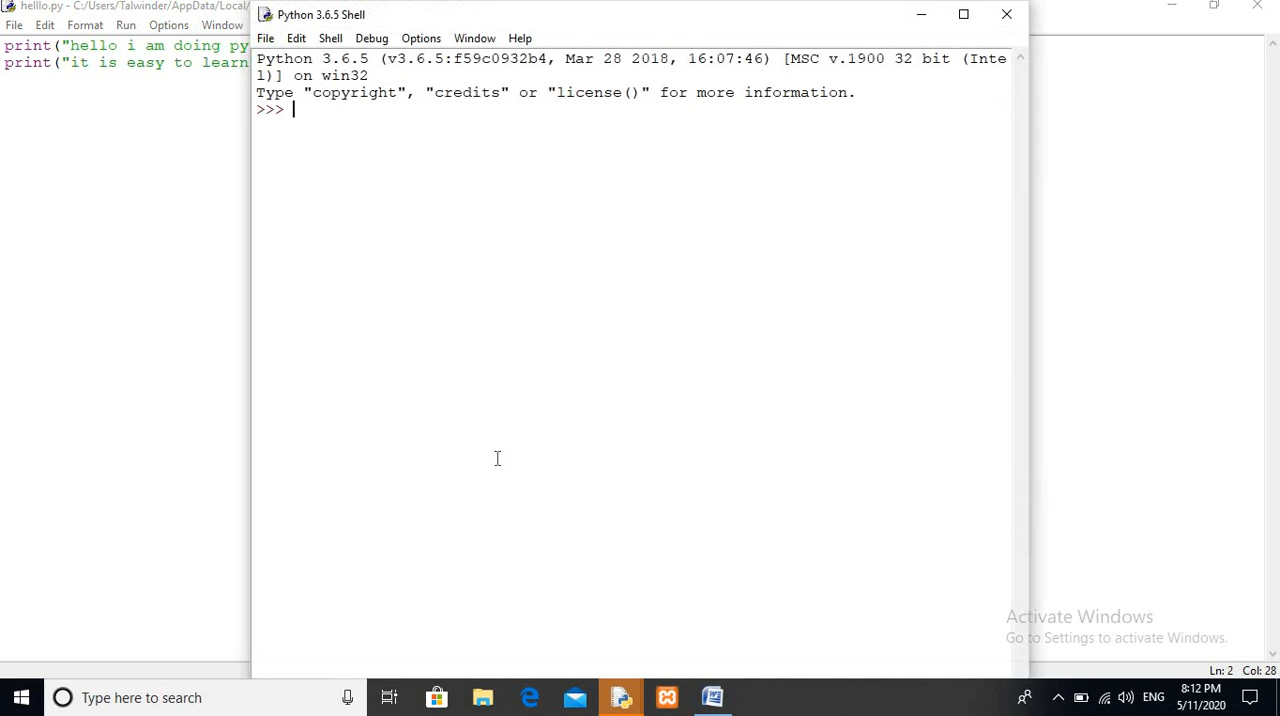 helllo.py - C:/Users/Talwinder/AppData/Local/
File Edit Format Run Options Window
print("hello i am doing py
print("it is easy to learn
Python 3.6.5 Shell
File Edit Shell Debug Options Window Help
Python 3.6.5 (v3.6.5:f59c0932b4, Mar 28 2018, 16:07:46) [MSC v.1900 32 bit (Inte
l)] on win32
Type "copyright", "credits" or "license()" for more information.
>>>
Activate Windows
Go to Settings to activate Windows.
Ln: 2 Col: 28
Type here to search
ENG
8:12 PM
5/11/2020